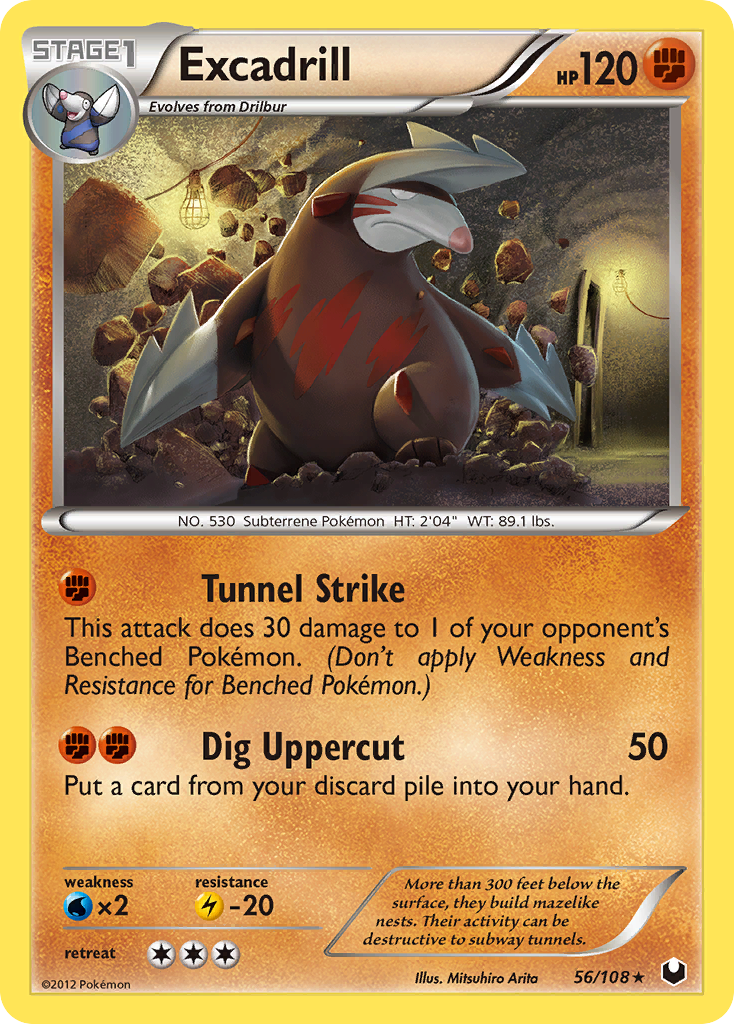 STAGE1
Excadrill
HP120
Evolves from Drilbur
NO. 530 Subterrene Pokémon HT: 2'04" WT: 89.1 lbs.
Tunnel Strike
This attack does 30 damage to 1 of your opponent's
Benched Pokémon. (Don't apply Weakness and
Resistance for Benched Pokémon.)
Dig Uppercut 50
Put a card from your discard pile into your hand.
weakness resistance
×2 -20
retreat
More than 300 feet below the
surface, they build mazelike
nests. Their activity can be
destructive to subway tunnels.
©2012 Pokémon Illus. Mitsuhiro Arita 56/108★